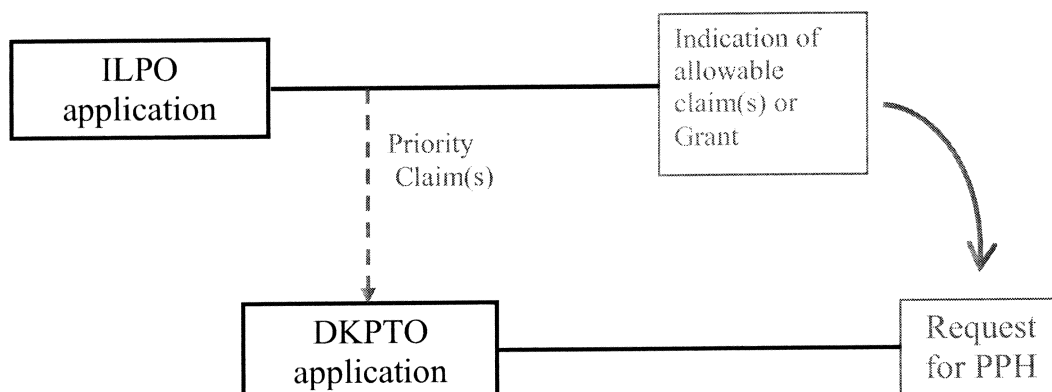 ILPO
application
Indication of
allowable
claim(s) or
Grant
Priority
Claim(s)
DKPTO
application
Request
for PPH